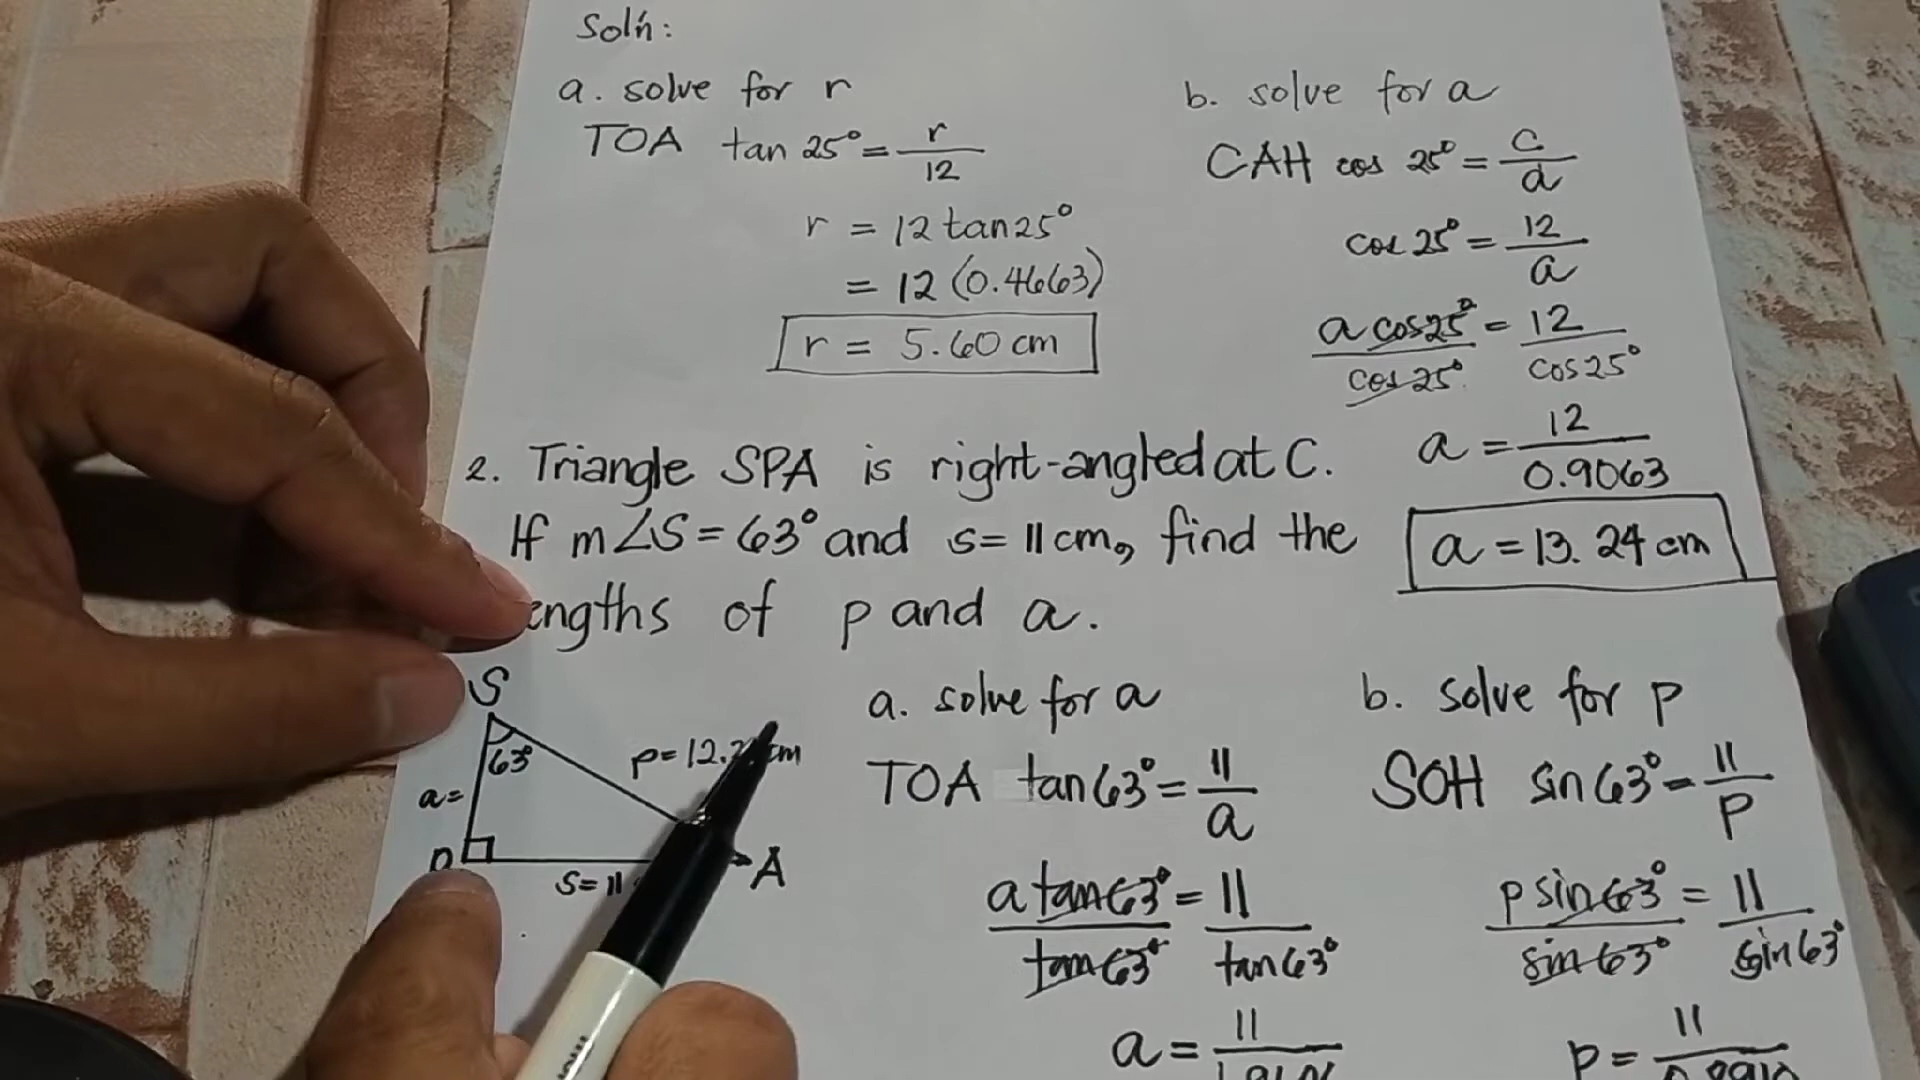 Sol'n:
a. solve for r
TOA tan 25° = r/12
r = 12 tan 25°
= 12 (0.4663)
r = 5.60 cm
b. solve for a
CAH cos 25° = c/a
cos 25° = 12/a
a cos 25°/cos 25° = 12/cos 25°
a = 12/0.9063
a = 13.24 cm
2. Triangle SPA is right-angled at C.
If m∠S = 63° and s = 11 cm, find the
engths of p and a.
S
63°
p = 12.
cm
a =
A
s = 11
a. solve for a
TOA tan 63° = 11/a
a tan 63°/tan 63° = 11/tan 63°
a = 11/
b. solve for p
SOH sin 63° = 11/p
p sin 63°/sin 63° = 11/sin 63°
p = 11/